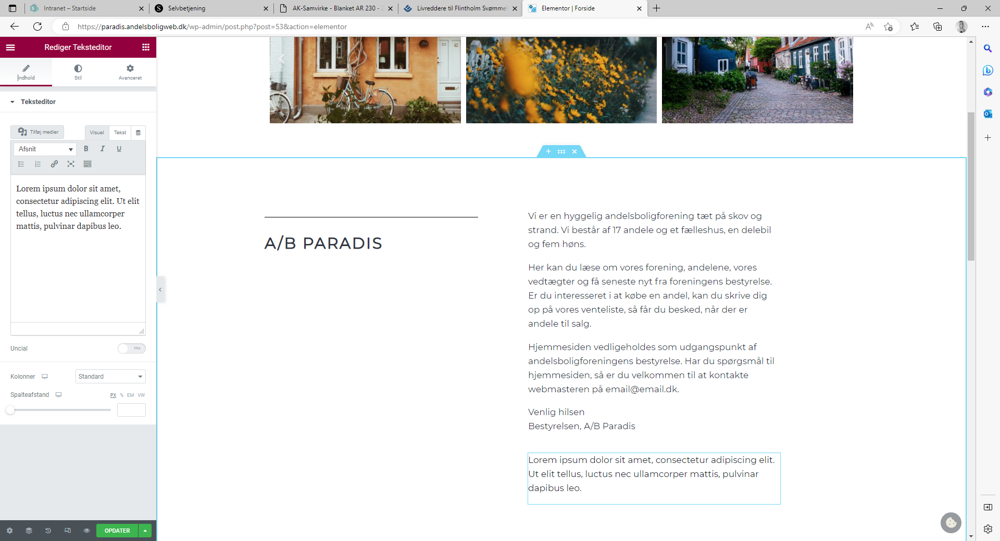 Intranet – Startside
Selvbetjening
AK-Samvirke - Blanket AR 230 -
Livreddere til Flintholm Svømme
Elementor | Forside
https://paradis.andelsboligweb.dk/wp-admin/post.php?post=53&action=elementor
Rediger Teksteditor
Indhold
Stil
Avanceret
Teksteditor
Tilføj medier
Visuel
Tekst
Afsnit
B I U
Lorem ipsum dolor sit amet,
consectetur adipiscing elit. Ut elit
tellus, luctus nec ullamcorper
mattis, pulvinar dapibus leo.
Uncial
FRA
Kolonner
Standard
Spalteafstand
PX % EM VW
OPDATER
42
A/B PARADIS
Vi er en hyggelig andelsboligforening tæt på skov og
strand. Vi består af 17 andele og et fælleshus, en delebil
og fem høns.
Her kan du læse om vores forening, andelene, vores
vedtægter og få seneste nyt fra foreningens bestyrelse.
Er du interesseret i at købe en andel, kan du skrive dig
op på vores venteliste, så får du besked, når der er
andele til salg.
Hjemmesiden vedligeholdes som udgangspunkt af
andelsboligforeningens bestyrelse. Har du spørgsmål til
hjemmesiden, så er du velkommen til at kontakte
webmasteren på email@email.dk.
Venlig hilsen
Bestyrelsen, A/B Paradis
Lorem ipsum dolor sit amet, consectetur adipiscing elit.
Ut elit tellus, luctus nec ullamcorper mattis, pulvinar
dapibus leo.